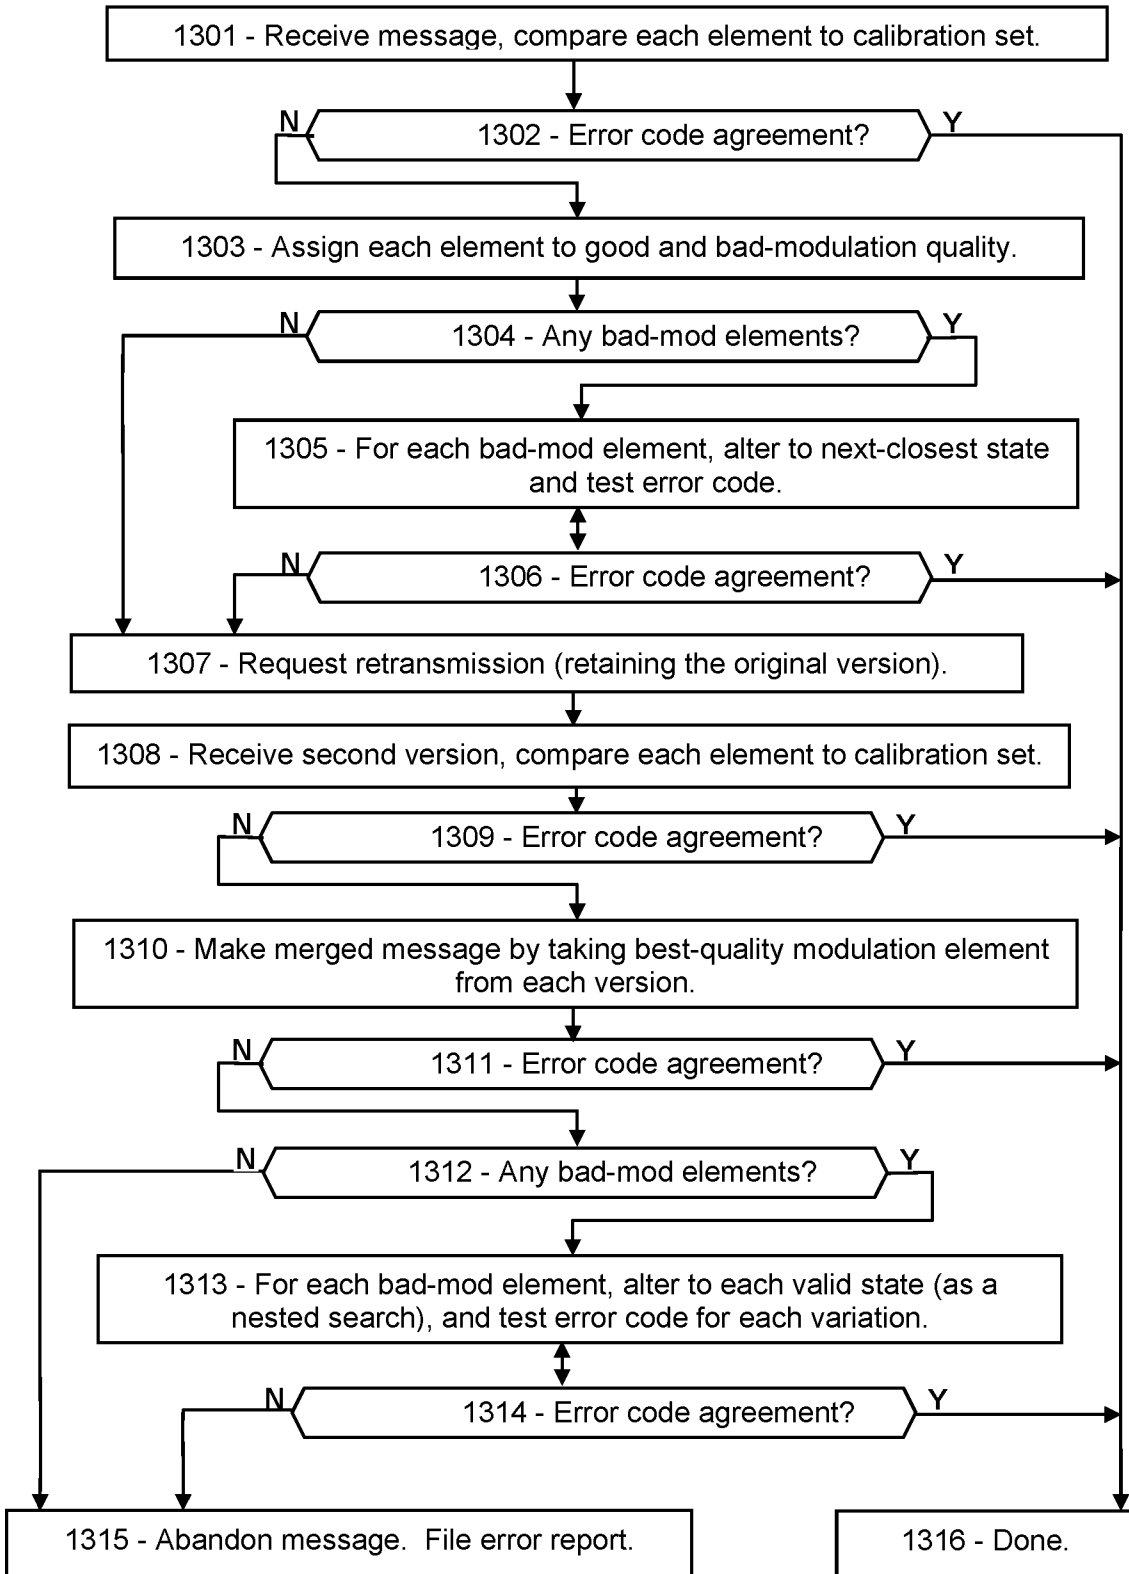 1301 - Receive message, compare each element to calibration set.
N
1302 - Error code agreement?
Y
1303 - Assign each element to good and bad-modulation quality.
N
1304 - Any bad-mod elements?
Y
1305 - For each bad-mod element, alter to next-closest state
and test error code.
N
1306 - Error code agreement?
Y
1307 - Request retransmission (retaining the original version).
1308 - Receive second version, compare each element to calibration set.
N
1309 - Error code agreement?
Y
1310 - Make merged message by taking best-quality modulation element
from each version.
N
1311 - Error code agreement?
Y
N
1312 - Any bad-mod elements?
Y
1313 - For each bad-mod element, alter to each valid state (as a
nested search), and test error code for each variation.
N
1314 - Error code agreement?
Y
1315 - Abandon message.  File error report.
1316 - Done.